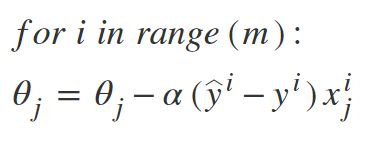 for i in range (m) :
θⱼ = θⱼ − α (ŷⁱ − yⁱ) xⱼⁱ